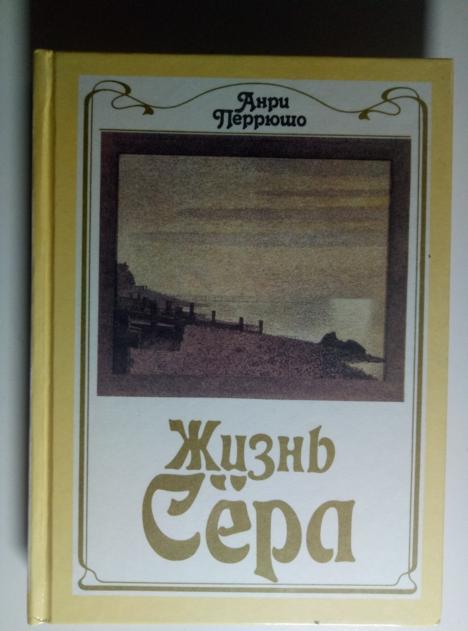 Анри
Перрюшо
Жизнь
Сёра